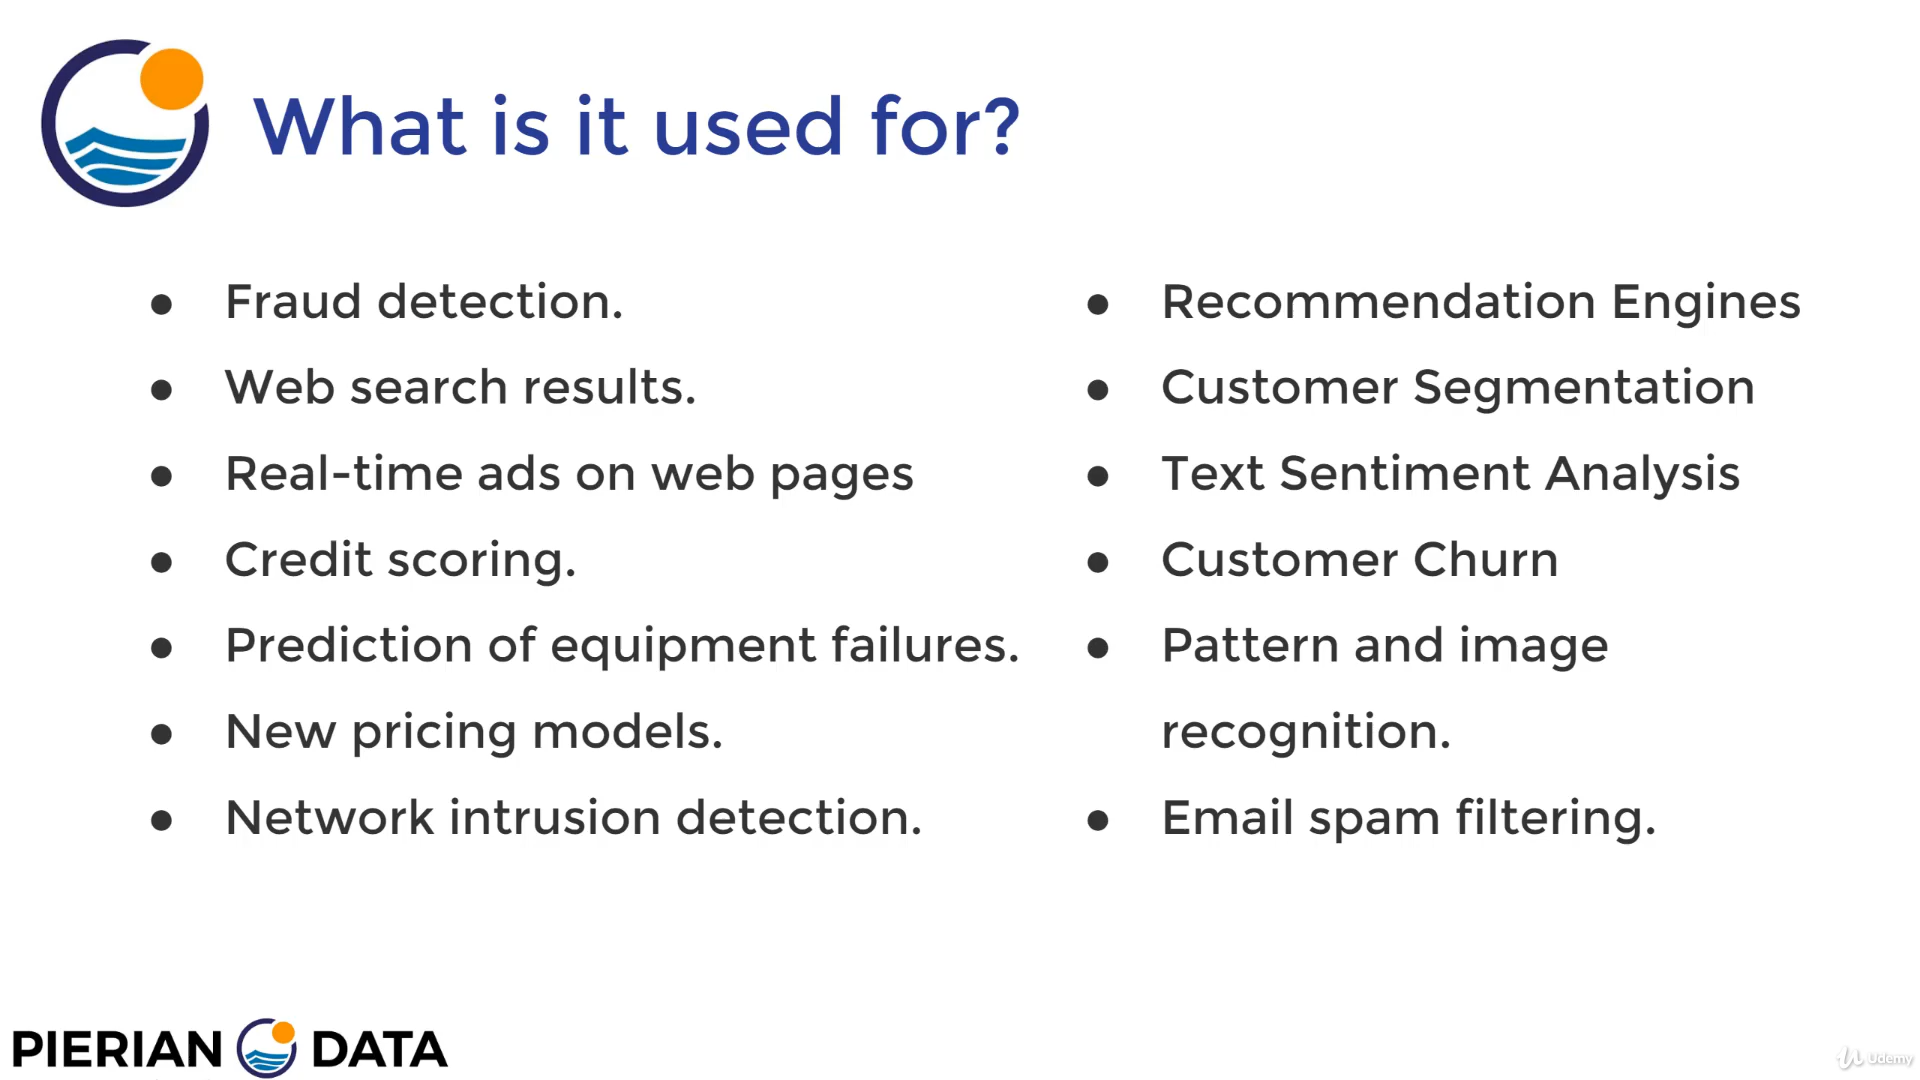 What is it used for?
● Fraud detection.
● Web search results.
● Real-time ads on web pages
● Credit scoring.
● Prediction of equipment failures.
● New pricing models.
● Network intrusion detection.
● Recommendation Engines
● Customer Segmentation
● Text Sentiment Analysis
● Customer Churn
● Pattern and image
recognition.
● Email spam filtering.
PIERIAN DATA
Udemy